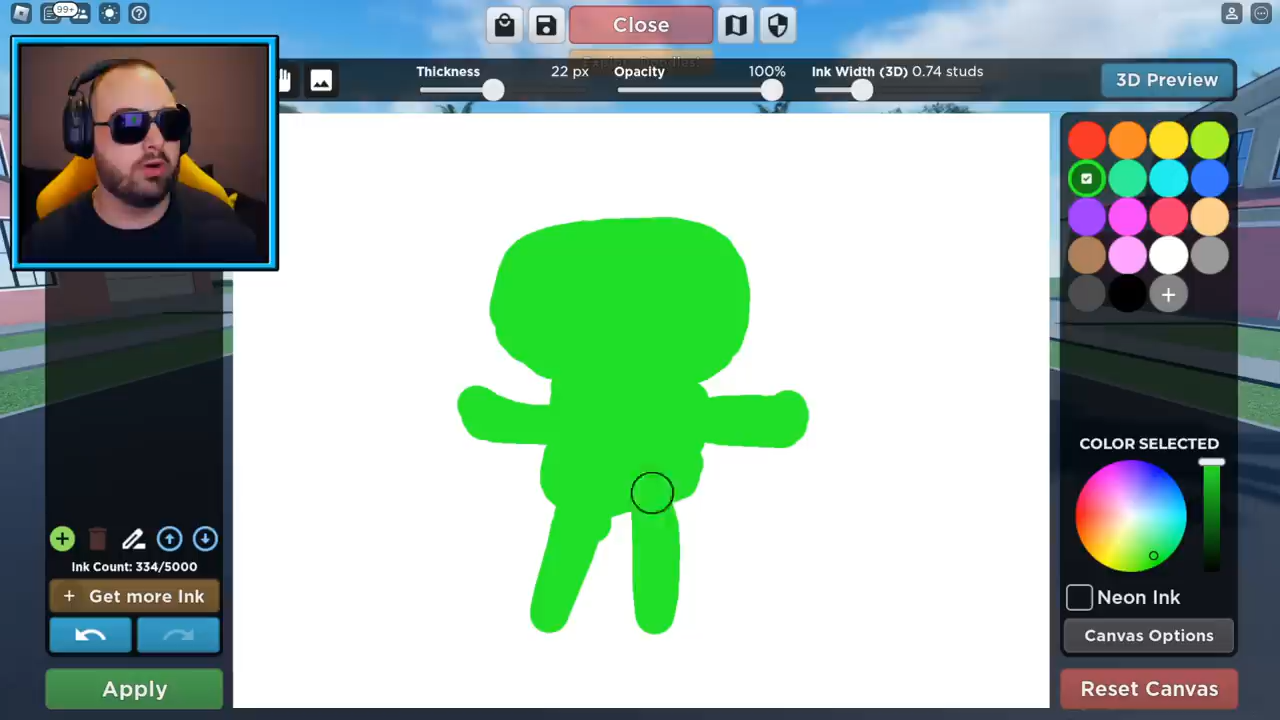 99+
Close
Thickness 22 px Opacity 100% Ink Width (3D) 0.74 studs
3D Preview
COLOR SELECTED
Ink Count: 334/5000
+ Get more Ink
Neon Ink
Canvas Options
Apply
Reset Canvas